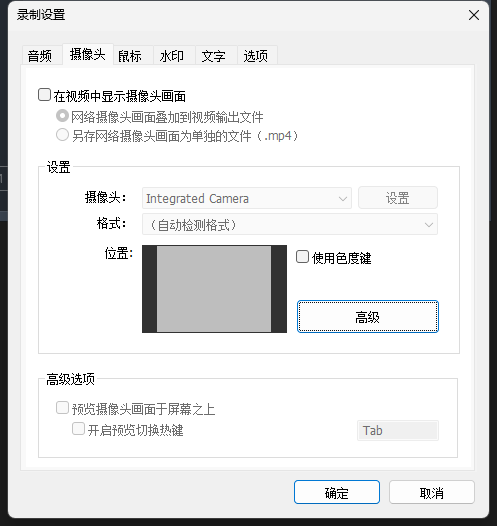 录制设置
音频 摄像头 鼠标 水印 文字 选项
在视频中显示摄像头画面
网络摄像头画面叠加到视频输出文件
另存网络摄像头画面为单独的文件（.mp4）
设置
摄像头： Integrated Camera 设置
格式： （自动检测格式）
位置:
使用色度键
高级
高级选项
预览摄像头画面于屏幕之上
开启预览切换热键 Tab
确定 取消